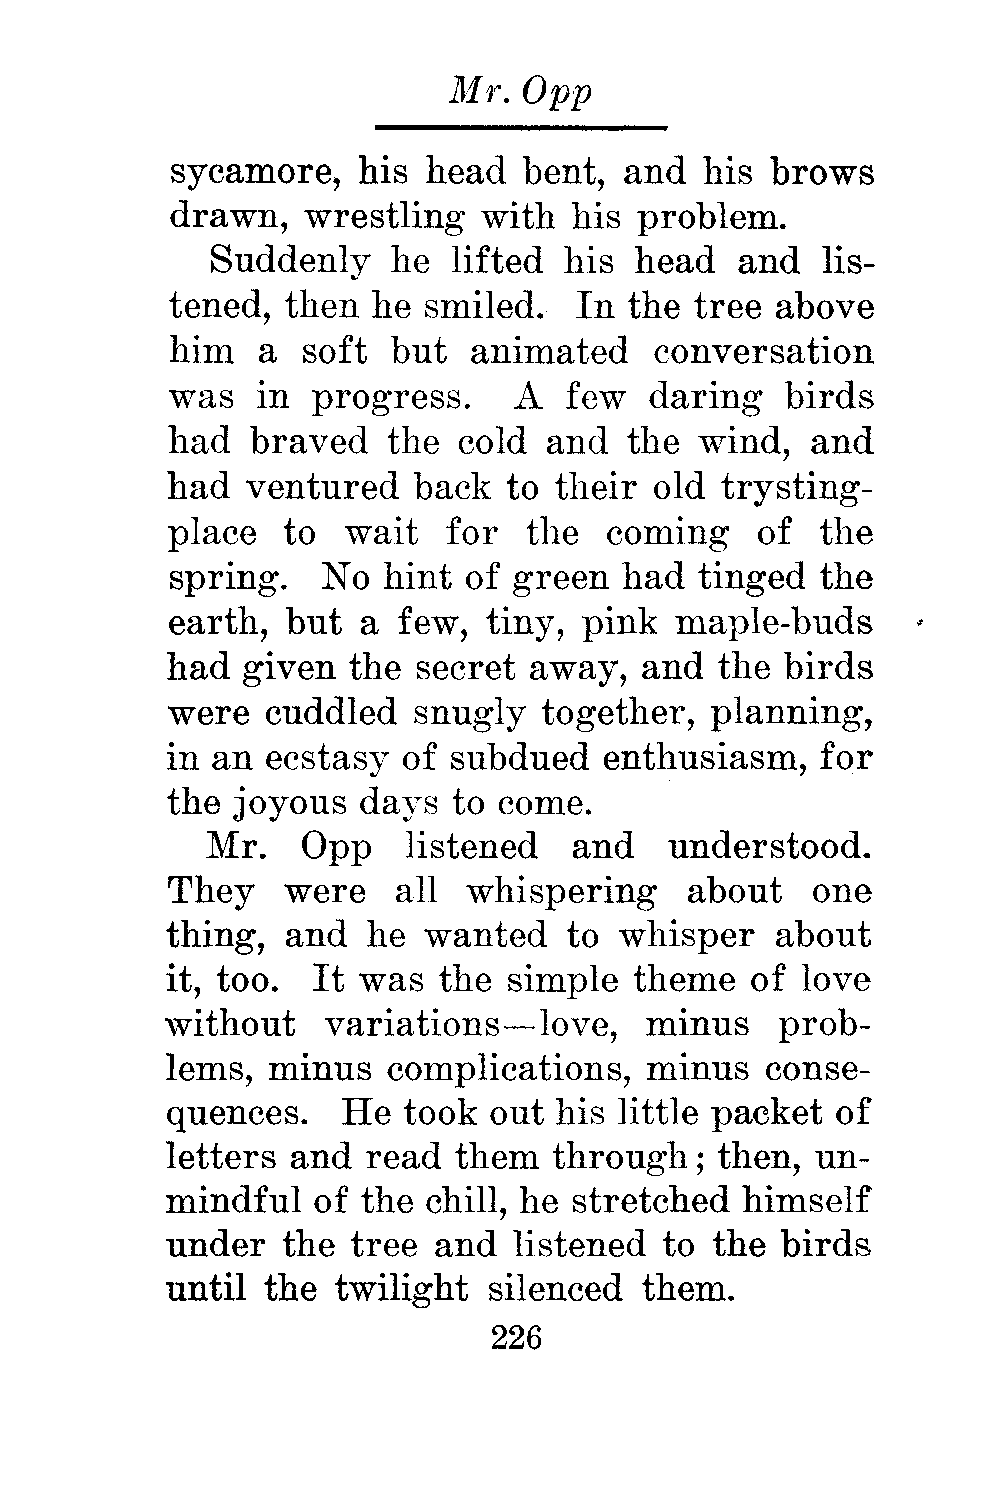 Mr. Opp
sycamore, his head bent, and his brows
drawn, wrestling with his problem.
Suddenly he lifted his head and lis-
tened, then he smiled. In the tree above
him a soft but animated conversation
was in progress. A few daring birds
had braved the cold and the wind, and
had ventured back to their old trysting-
place to wait for the coming of the
spring. No hint of green had tinged the
earth, but a few, tiny, pink maple-buds
had given the secret away, and the birds
were cuddled snugly together, planning,
in an ecstasy of subdued enthusiasm, for
the joyous days to come.
Mr. Opp listened and understood.
They were all whispering about one
thing, and he wanted to whisper about
it, too. It was the simple theme of love
without variations—love, minus prob-
lems, minus complications, minus conse-
quences. He took out his little packet of
letters and read them through; then, un-
mindful of the chill, he stretched himself
under the tree and listened to the birds
until the twilight silenced them.
226